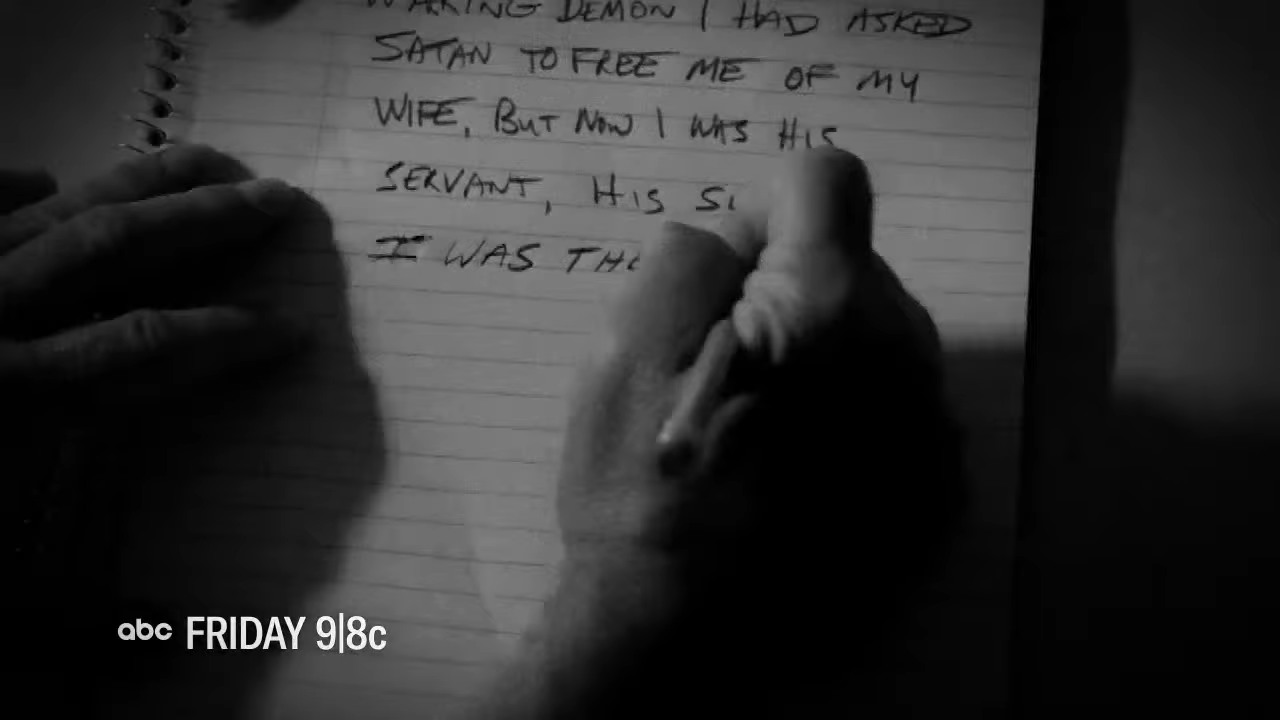 DEMON I HAD ASKED
SATAN TO FREE ME OF MY
WIFE, BUT NOW I WAS HIS
SERVANT, HIS
I WAS
abc FRIDAY 9|8c